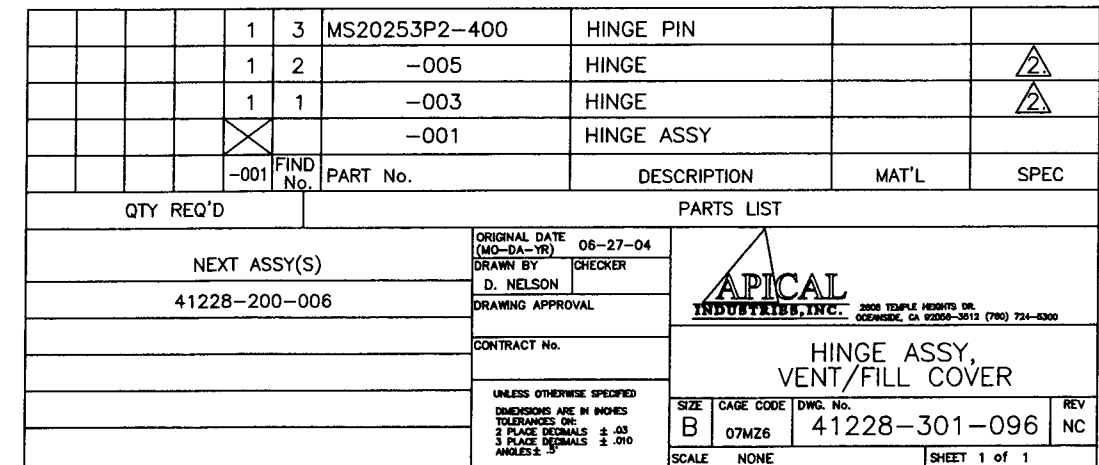 1 3 MS20253P2-400 HINGE PIN
1 2 -005 HINGE 2.
1 1 -003 HINGE 2.
-001 HINGE ASSY
-001 FIND No. PART No. DESCRIPTION MAT'L SPEC
QTY REQ'D PARTS LIST
NEXT ASSY(S)
41228-200-006
ORIGINAL DATE (MO-DA-YR) 06-27-04
DRAWN BY CHECKER
D. NELSON
DRAWING APPROVAL
CONTRACT No.
UNLESS OTHERWISE SPECIFIED
DIMENSIONS ARE IN INCHES
TOLERANCES ON:
2 PLACE DECIMALS ± .03
3 PLACE DECIMALS ± .010
ANGLES ± .5°
APICAL
INDUSTRIES, INC.
2608 TEMPLE HEIGHTS DR.
OCEANSIDE, CA 92056-3512 (760) 724-5300
HINGE ASSY,
VENT/FILL COVER
SIZE CAGE CODE DWG. No. REV
B 07MZ6 41228-301-096 NC
SCALE NONE SHEET 1 of 1